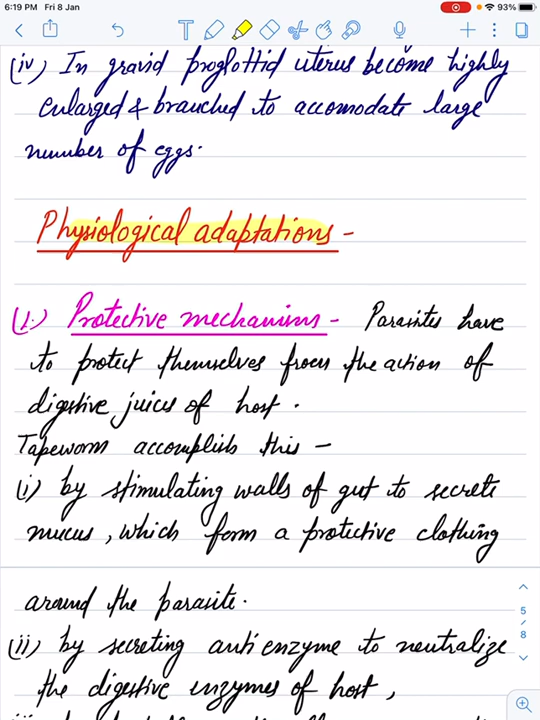 6:19 PM Fri 8 Jan
93%
(iv) In gravid proglottid uterus become highly
enlarged & branched to accomodate large
number of eggs.
Physiological adaptations -
(1.) Protective mechanisms - Parasites have
to protect themselves from the action of
digestive juices of host.
Tapeworm accomplish this -
(i) by stimulating walls of gut to secrete
mucus, which form a protective clothing
around the parasite.
(ii) by secreting antienzyme to neutralize
the digestive enzymes of host,
5
/
8